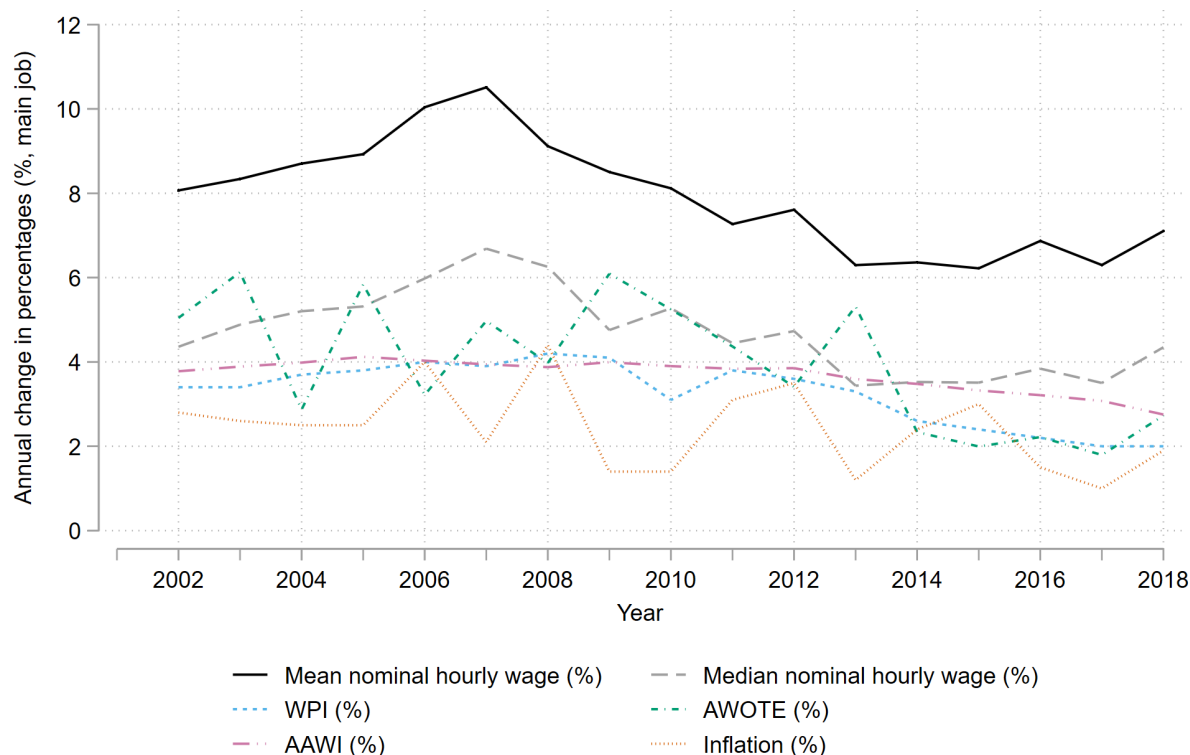 Annual change in percentages (%, main job)
12
10
8
6
4
2
0
2002 2004 2006 2008 2010 2012 2014 2016 2018
Year
Mean nominal hourly wage (%) Median nominal hourly wage (%)
WPI (%) AWOTE (%)
AAWI (%) Inflation (%)